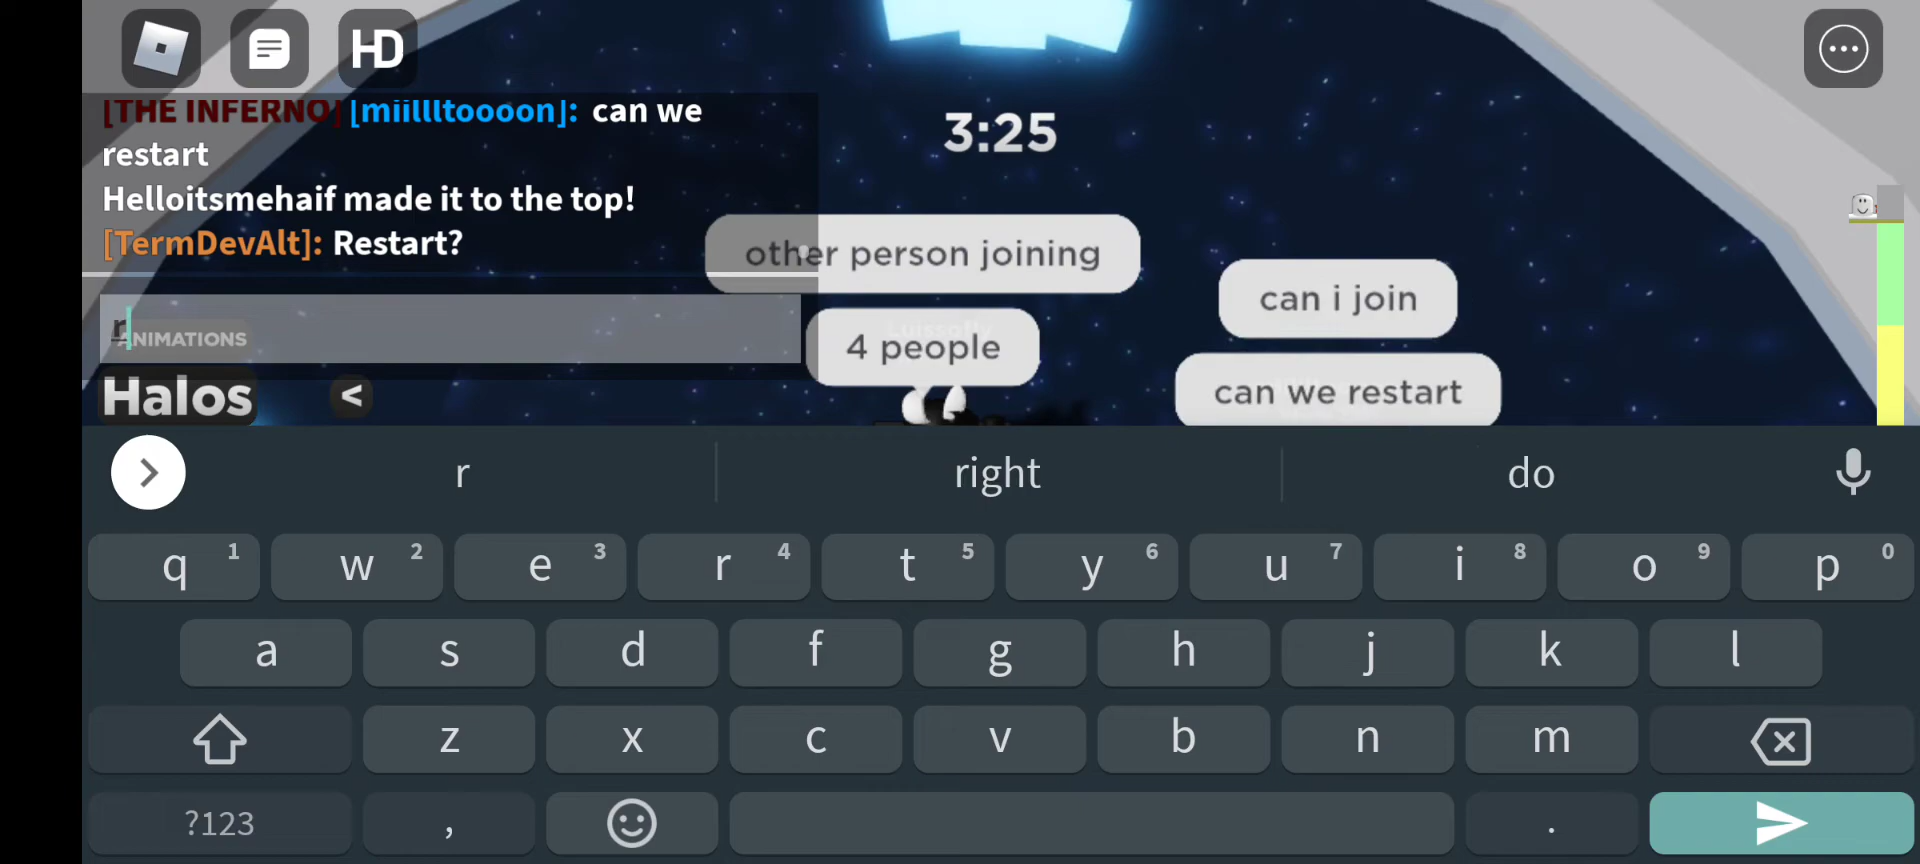 HD
[THE INFERNO] [miillltoooon]: can we
restart
Helloitsmehaif made it to the top!
[TermDevAlt]: Restart?
r
ANIMATIONS
Halos
<
3:25
other person joining
4 people
can i join
can we restart
r right do
q 1 w 2 e 3 r 4 t 5 y 6 u 7 i 8 o 9 p 0
a s d f g h j k l
z x c v b n m
?123 , .